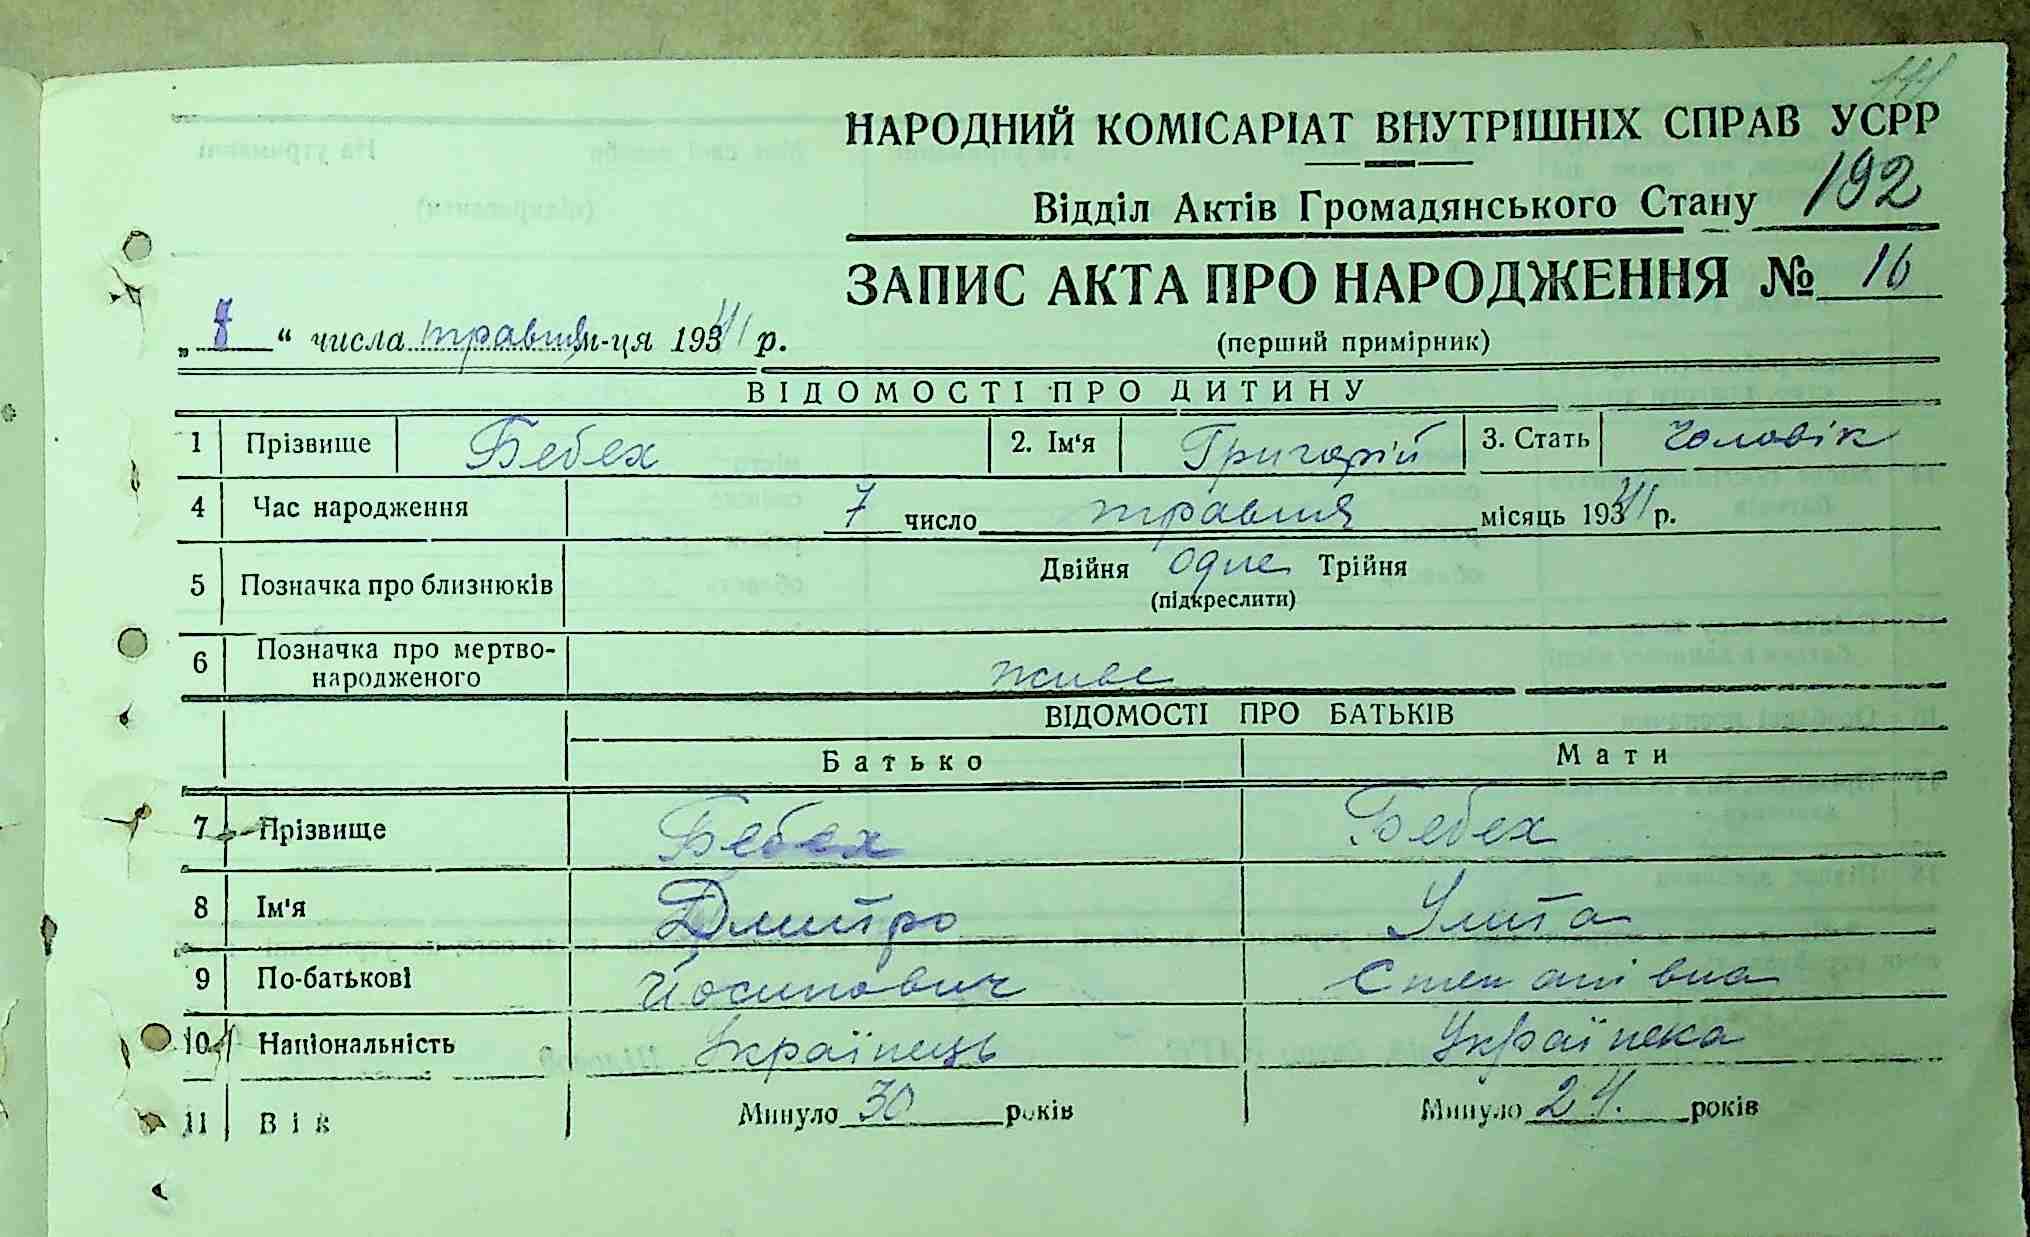 НАРОДНИЙ КОМІСАРІАТ ВНУТРІШНІХ СПРАВ УСРР
Відділ Актів Громадянського Стану 192
ЗАПИС АКТА ПРО НАРОДЖЕННЯ № 16
„ 7 “ числа травня м-ця 1941 р. (перший примірник)
ВІДОМОСТІ ПРО ДИТИНУ
1 Прізвище Бебех 2. Ім'я Григорій 3. Стать Чоловік
4 Час народження 7 число травня місяць 1941 р.
5 Позначка про близнюків Двійня Одне Трійня
(підкреслити)
6 Позначка про мертво-
народженого живе
ВІДОМОСТІ ПРО БАТЬКІВ
Батько Мати
7 Прізвище Бебех Бебех
8 Ім'я Дмитро Улита
9 По-батькові Йосипович Степанівна
10 Національність Українець Українка
11 Вік Минуло 30 років Минуло 24. років